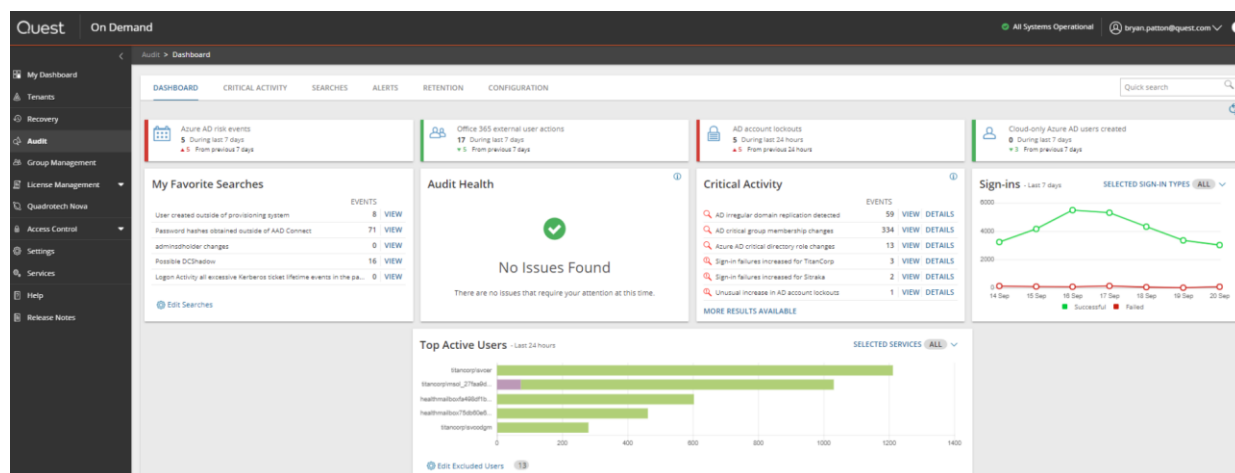 Quest On Demand
All Systems Operational
bryan.patton@quest.com
Audit > Dashboard
My Dashboard
Tenants
Recovery
Audit
Group Management
License Management
Quadrotech Nova
Access Control
Settings
Services
Help
Release Notes
DASHBOARD CRITICAL ACTIVITY SEARCHES ALERTS RETENTION CONFIGURATION
Quick search
Azure AD risk events
5 During last 7 days
▲ 5 From previous 7 days
Office 365 external user actions
17 During last 7 days
▼ 5 From previous 7 days
AD account lockouts
5 During last 24 hours
▲ 5 From previous 24 hours
Cloud-only Azure AD users created
0 During last 7 days
▼ 3 From previous 7 days
My Favorite Searches
EVENTS
User created outside of provisioning system 8 VIEW
Password hashes obtained outside of AAD Connect 71 VIEW
adminsdholder changes 0 VIEW
Possible DCShadow 16 VIEW
Logon Activity all excessive Kerberos ticket lifetime events in the pa... 0 VIEW
Edit Searches
Audit Health
No Issues Found
There are no issues that require your attention at this time.
Critical Activity
EVENTS
AD irregular domain replication detected 59 VIEW DETAILS
AD critical group membership changes 334 VIEW DETAILS
Azure AD critical directory role changes 13 VIEW DETAILS
Sign-in failures increased for TitanCorp 3 VIEW DETAILS
Sign-in failures increased for Sitraka 2 VIEW DETAILS
Unusual increase in AD account lockouts 1 VIEW DETAILS
MORE RESULTS AVAILABLE
Sign-ins - Last 7 days SELECTED SIGN-IN TYPES ALL
6000
4000
2000
0
14 Sep 15 Sep 16 Sep 17 Sep 18 Sep 19 Sep 20 Sep
Successful Failed
Top Active Users - Last 24 hours SELECTED SERVICES ALL
0 200 400 600 800 1000 1200 1400
Edit Excluded Users 13